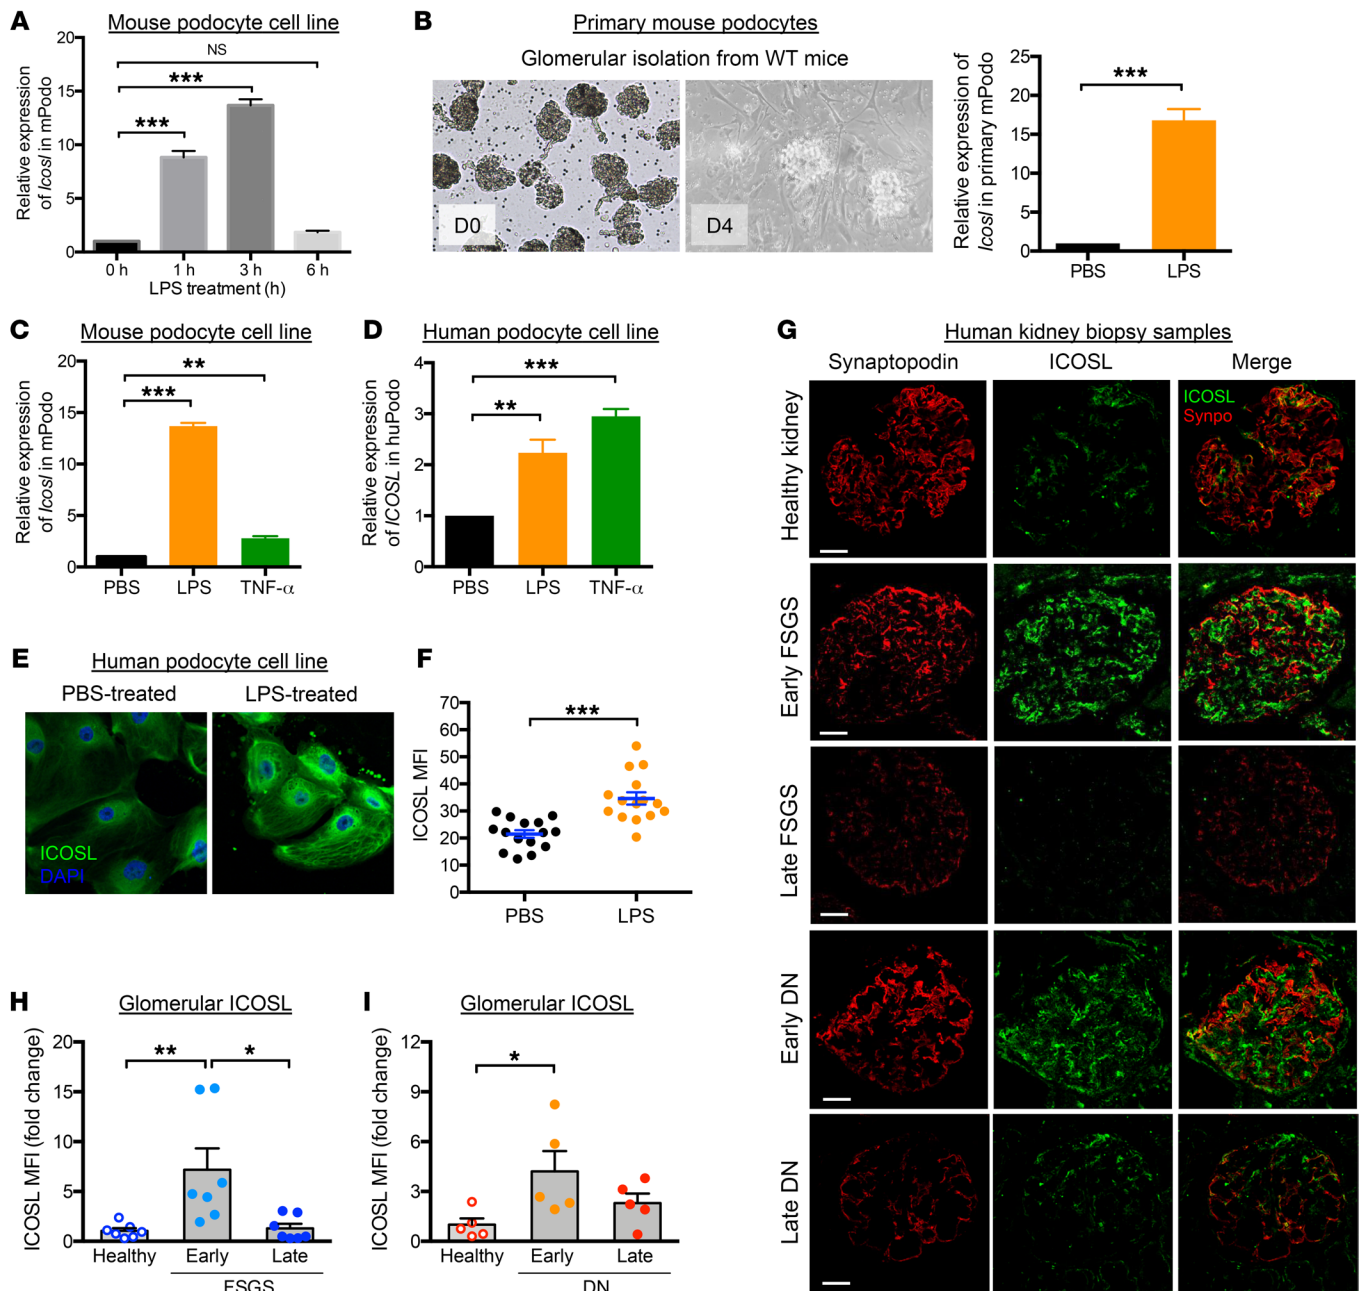 A
Mouse podocyte cell line
Relative expression
of Icosl in mPodo
20
15
10
5
0
NS
***
***
0 h
1 h
3 h
6 h
LPS treatment (h)
B
Primary mouse podocytes
Glomerular isolation from WT mice
D0
D4
Relative expression of
Icosl in primary mPodo
25
20
15
10
5
0
***
PBS
LPS
C
Mouse podocyte cell line
Relative expression
of Icosl in mPodo
20
15
10
5
0
**
***
PBS
LPS
TNF-α
D
Human podocyte cell line
Relative expression
of ICOSL in huPodo
4
3
2
1
0
***
**
PBS
LPS
TNF-α
E
Human podocyte cell line
PBS-treated
LPS-treated
ICOSL
DAPI
F
ICOSL MFI
70
60
50
40
30
20
10
0
***
PBS
LPS
G
Human kidney biopsy samples
Synaptopodin
ICOSL
Merge
ICOSL
Synpo
Healthy kidney
Early FSGS
Late FSGS
Early DN
Late DN
H
Glomerular ICOSL
ICOSL MFI (fold change)
20
15
10
5
0
**
*
Healthy
Early
Late
FSGS
I
Glomerular ICOSL
ICOSL MFI (fold change)
12
9
6
3
0
*
Healthy
Early
Late
DN